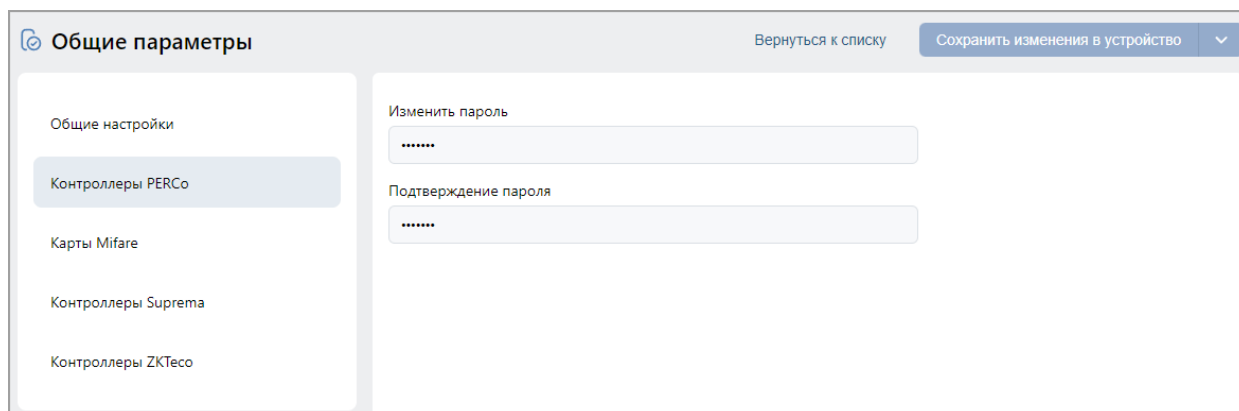 Общие параметры
Вернуться к списку
Сохранить изменения в устройство
Общие настройки
Контроллеры PERCo
Карты Mifare
Контроллеры Suprema
Контроллеры ZKTeco
Изменить пароль
•••••••
Подтверждение пароля
•••••••